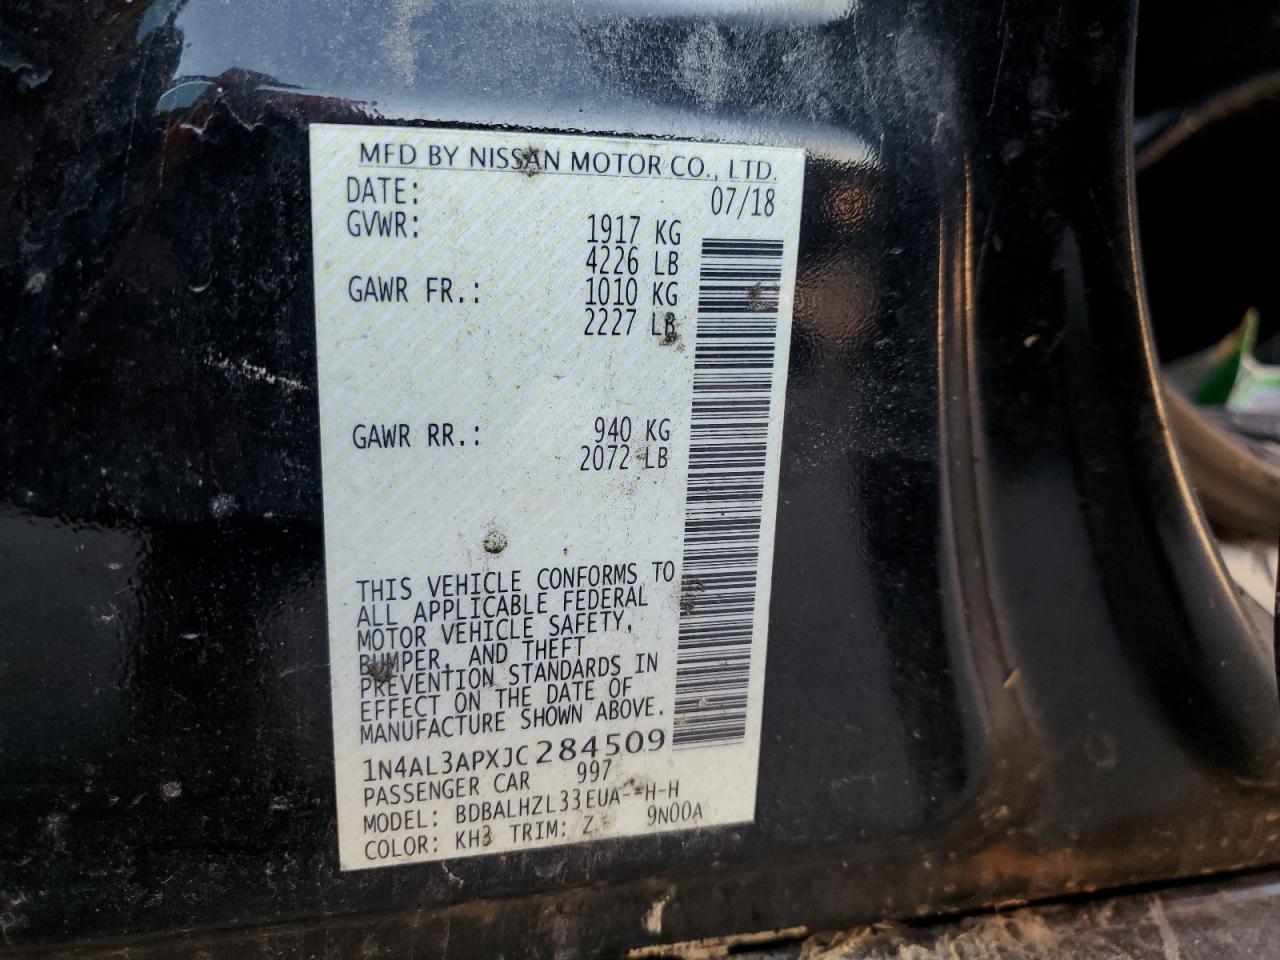 MFD BY NISSAN MOTOR CO., LTD.
DATE: 07/18
GVWR: 1917 KG
4226 LB
GAWR FR.: 1010 KG
2227 LB
GAWR RR.: 940 KG
2072 LB
THIS VEHICLE CONFORMS TO
ALL APPLICABLE FEDERAL
MOTOR VEHICLE SAFETY,
BUMPER, AND THEFT
PREVENTION STANDARDS IN
EFFECT ON THE DATE OF
MANUFACTURE SHOWN ABOVE.
1N4AL3APXJC284509
PASSENGER CAR 997
MODEL: BDBALHZL33EUA--H-H
COLOR: KH3 TRIM: Z 9N00A